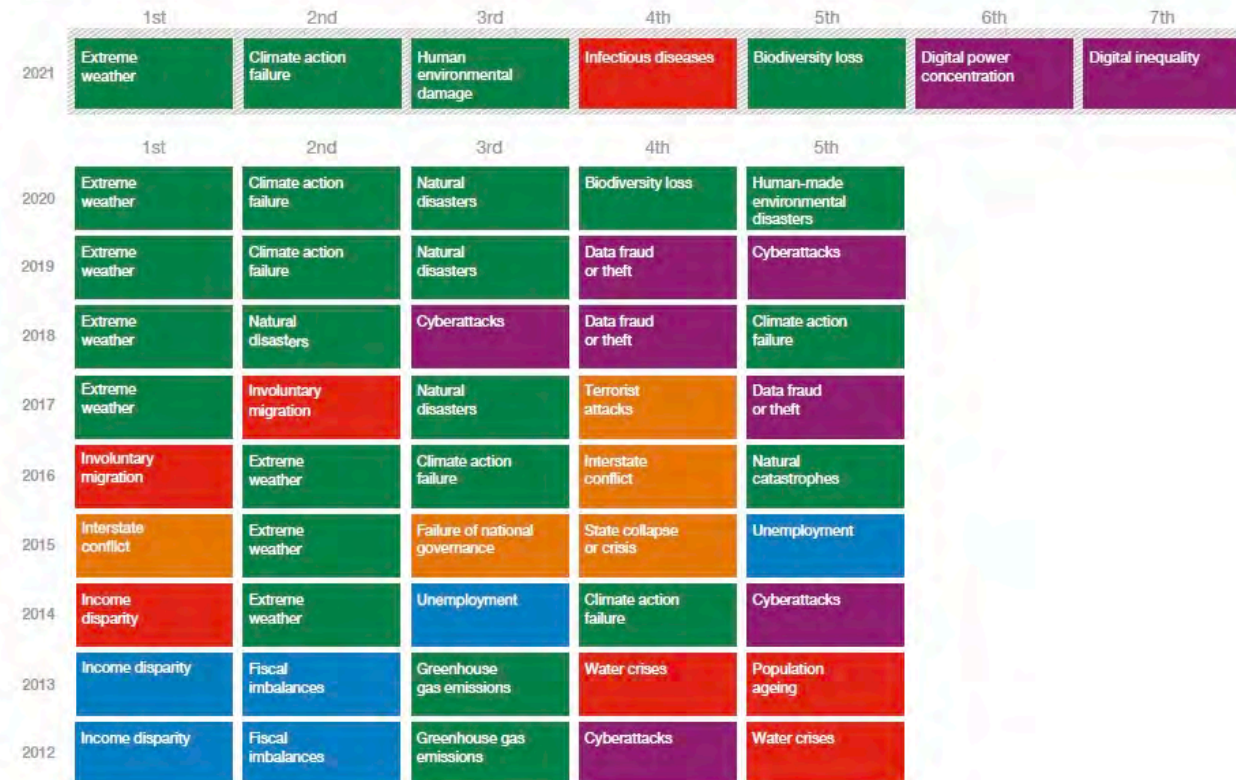 1st 2nd 3rd 4th 5th 6th 7th
2021
Extreme
weather
Climate action
failure
Human
environmental
damage
Infectious diseases
Biodiversity loss
Digital power
concentration
Digital inequality
1st 2nd 3rd 4th 5th
2020
Extreme
weather
Climate action
failure
Natural
disasters
Biodiversity loss
Human-made
environmental
disasters
2019
Extreme
weather
Climate action
failure
Natural
disasters
Data fraud
or theft
Cyberattacks
2018
Extreme
weather
Natural
disasters
Cyberattacks
Data fraud
or theft
Climate action
failure
2017
Extreme
weather
Involuntary
migration
Natural
disasters
Terrorist
attacks
Data fraud
or theft
2016
Involuntary
migration
Extreme
weather
Climate action
failure
Interstate
conflict
Natural
catastrophes
2015
Interstate
conflict
Extreme
weather
Failure of national
governance
State collapse
or crisis
Unemployment
2014
Income
disparity
Extreme
weather
Unemployment
Climate action
failure
Cyberattacks
2013
Income disparity
Fiscal
imbalances
Greenhouse
gas emissions
Water crises
Population
ageing
2012
Income disparity
Fiscal
imbalances
Greenhouse gas
emissions
Cyberattacks
Water crises